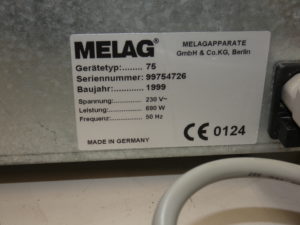 MELAG®
MELAGAPPARATE
GmbH & Co.KG, Berlin
Gerätetyp:........ 75
Seriennummer: 99754726
Baujahr:............ 1999
Spannung:............ 230 V~
Leistung:............... 690 W
Frequenz:............. 50 Hz
MADE IN GERMANY
CE 0124